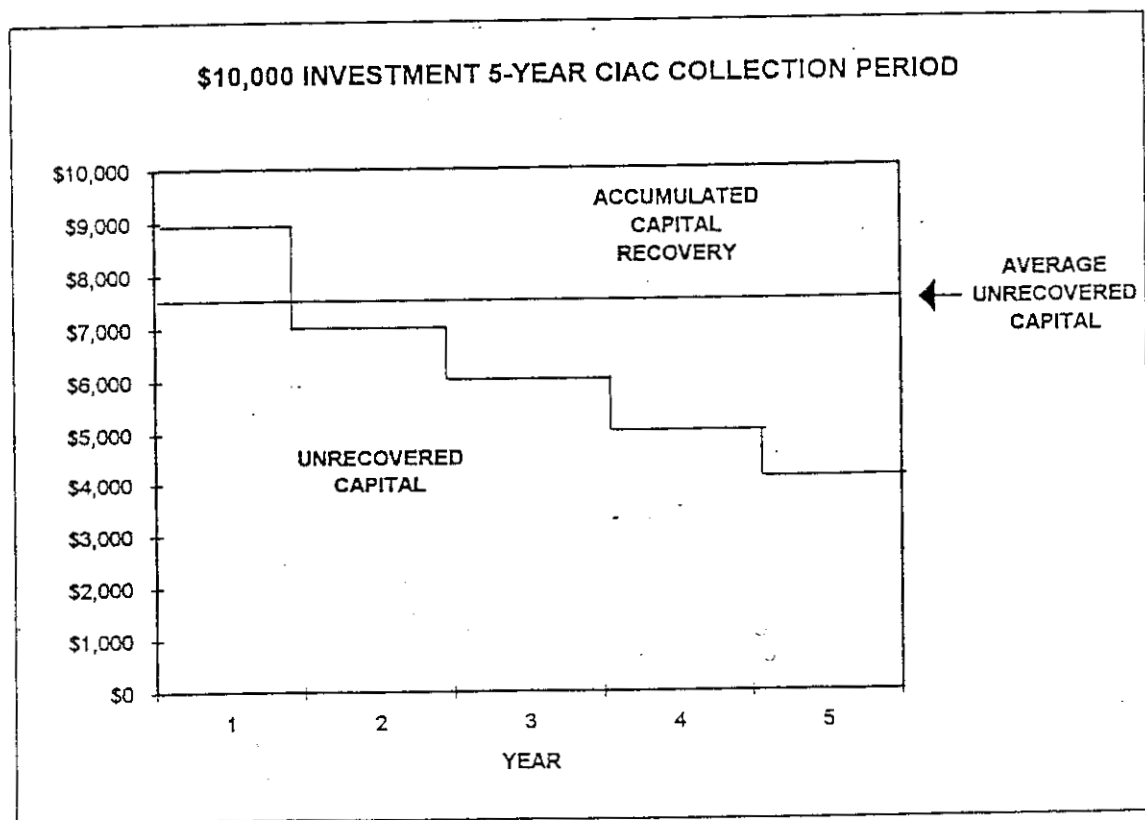 $10,000 INVESTMENT 5-YEAR CIAC COLLECTION PERIOD
$10,000
$9,000
$8,000
$7,000
$6,000
$5,000
$4,000
$3,000
$2,000
$1,000
$0
ACCUMULATED
CAPITAL
RECOVERY
AVERAGE
UNRECOVERED
CAPITAL
UNRECOVERED
CAPITAL
1 2 3 4 5
YEAR